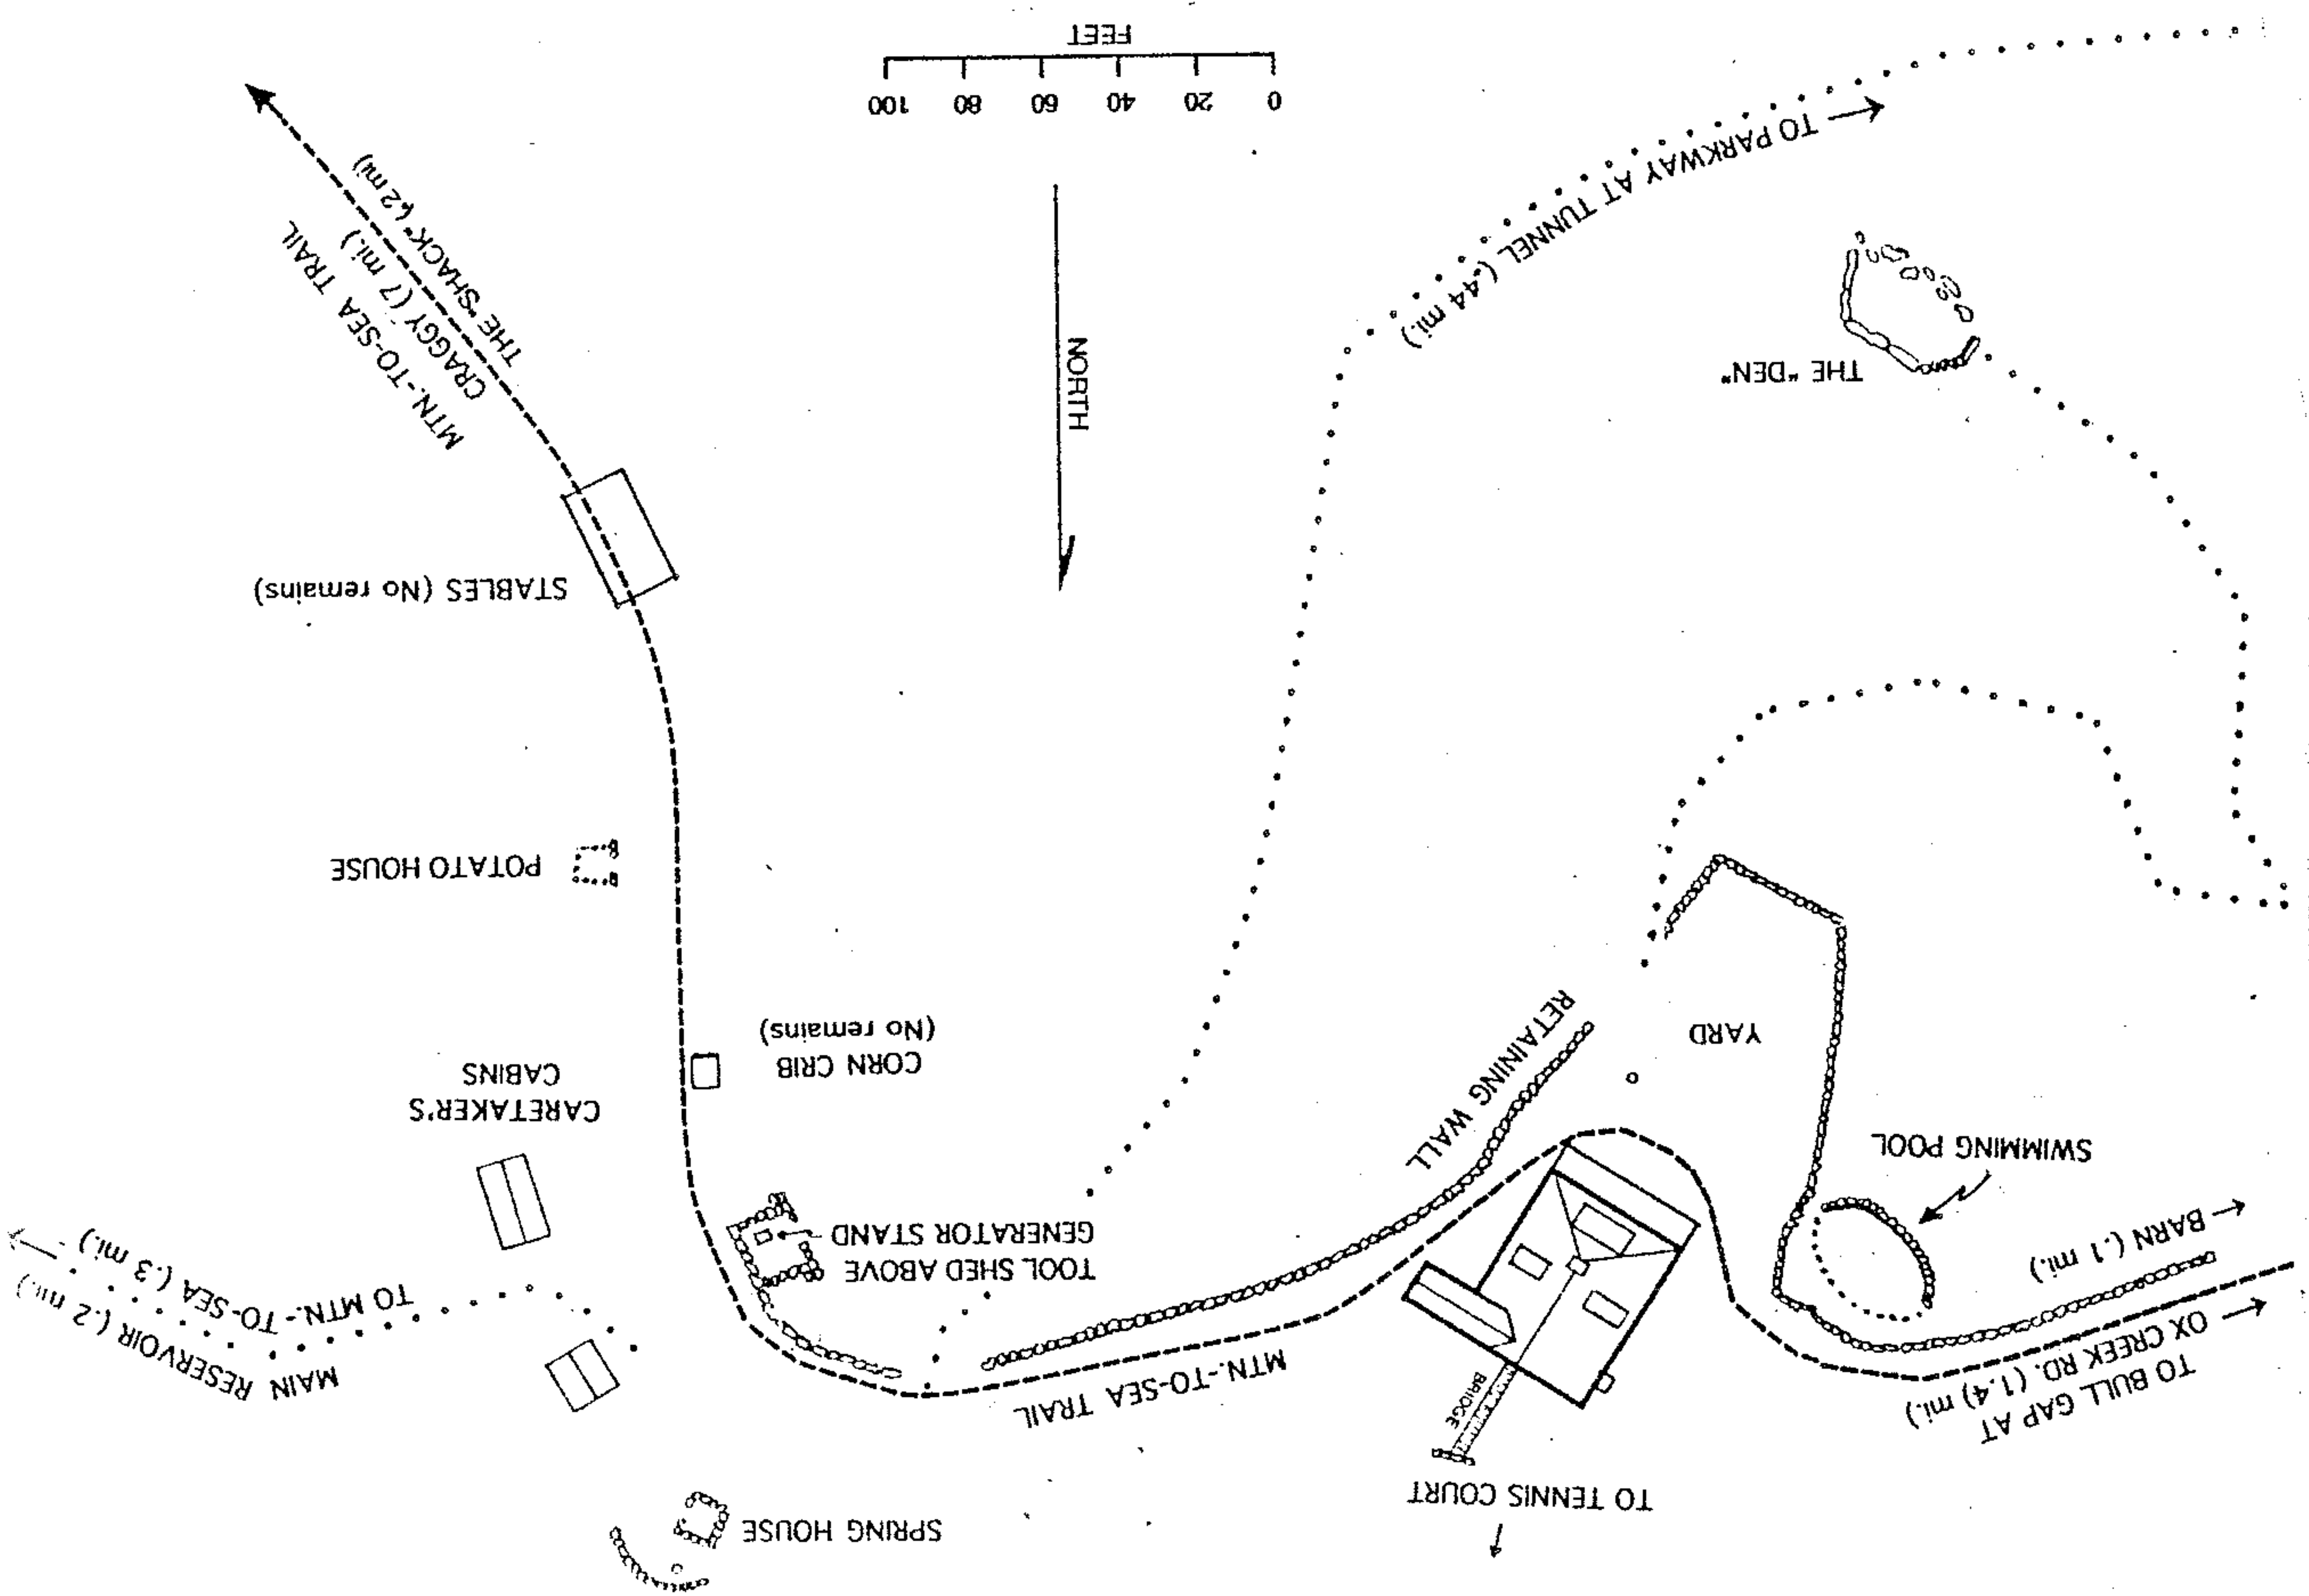 SPRING HOUSE
TO TENNIS COURT
BRIDGE
TO BULL GAP AT
OX CREEK RD. (1.4) mi.)
BARN (.1 mi.)
SWIMMING POOL
MTN.-TO-SEA TRAIL
MAIN RESERVOIR (.2 mi.)
TO MTN.-TO-SEA (.3 mi.)
TOOL SHED ABOVE
GENERATOR STAND
RETAINING WALL
CARETAKER'S
CABINS
YARD
CORN CRIB
(No remains)
POTATO HOUSE
STABLES (No remains)
THE "DEN"
NORTH
MTN.-TO-SEA TRAIL
CRAGGY (7 mi.)
THE "SHACK" (.2 mi)
TO PARKWAY AT TUNNEL (.44 mi.)
0 20 40 60 80 100
FEET